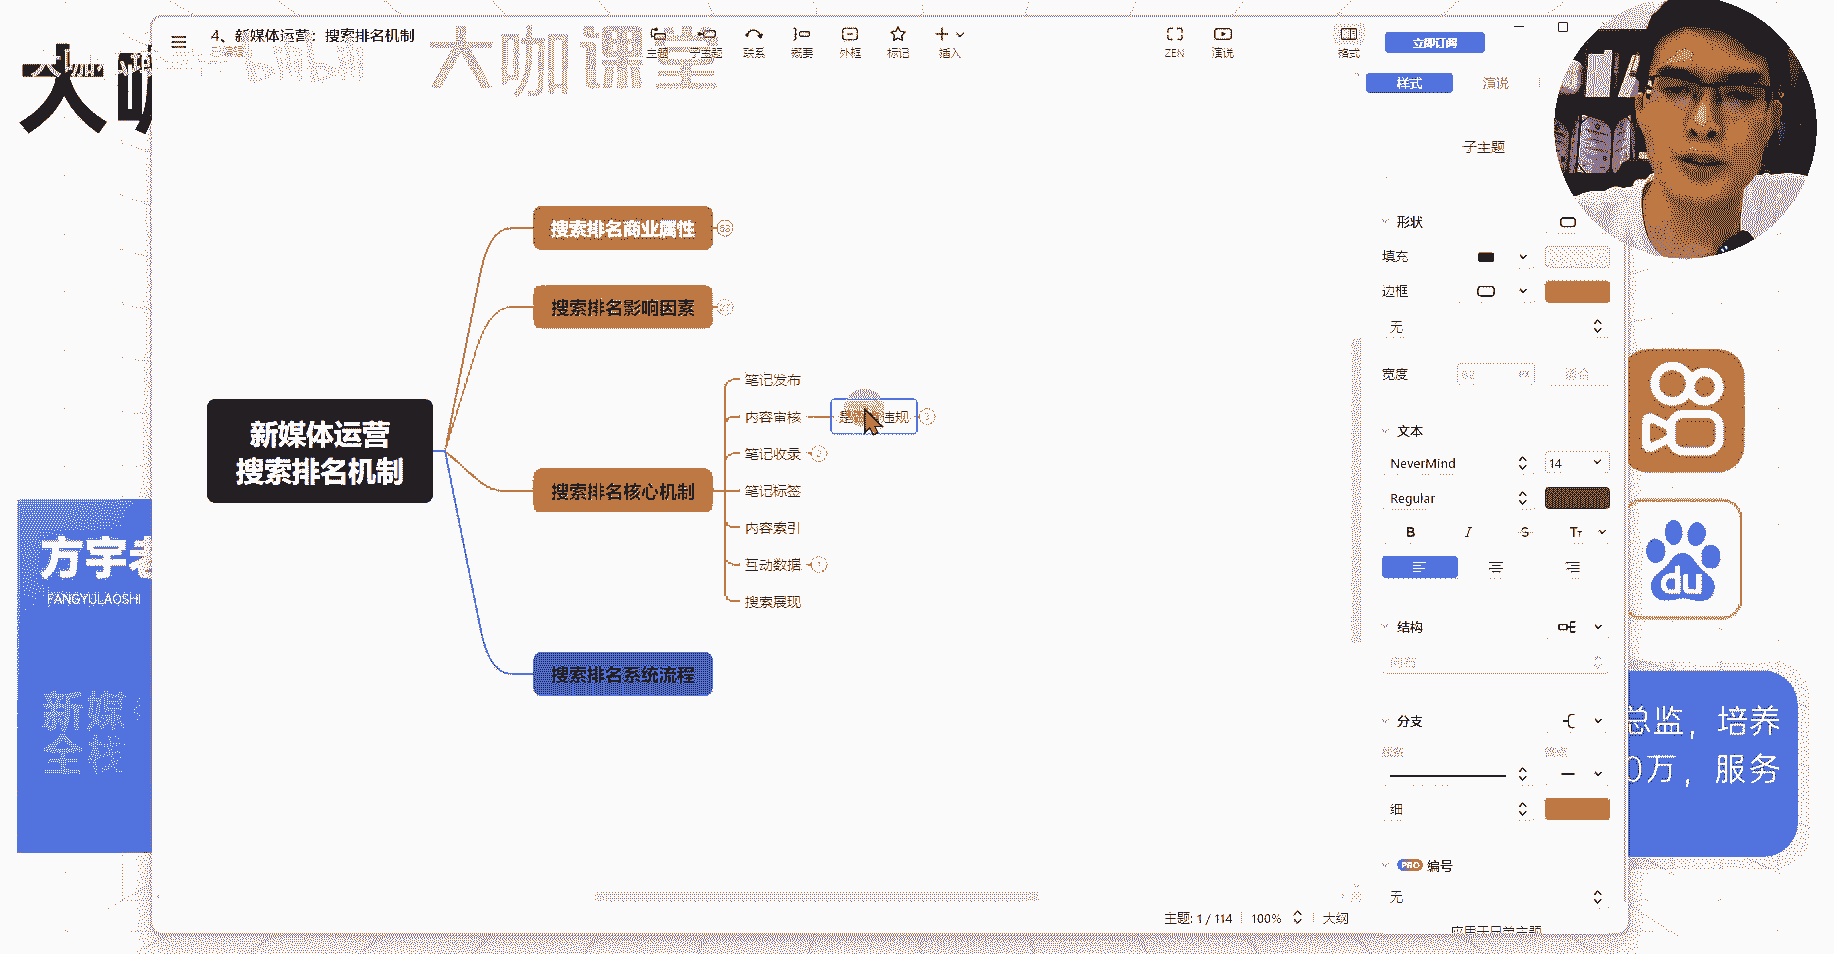 4、新媒体运营：搜索排名机制
大咖课堂
主题
联系
概要
外框
标记
插入
ZEN
演说
格式
立即订阅
样式
演说
子主题
形状
填充
边框
无
宽度
文本
NeverMind
14
Regular
B I S Tт
结构
分支
细
PRO 编号
无
搜索排名商业属性
搜索排名影响因素
新媒体运营
搜索排名机制
搜索排名核心机制
笔记发布
内容审核
违规
笔记收录
2
笔记标签
内容索引
互动数据
1
搜索展现
搜索排名系统流程
主题: 1 / 114
100%
大纲
大咖
方宇老
FANGYULAOSHI
新媒
全栈
du
总监，培养
0万，服务